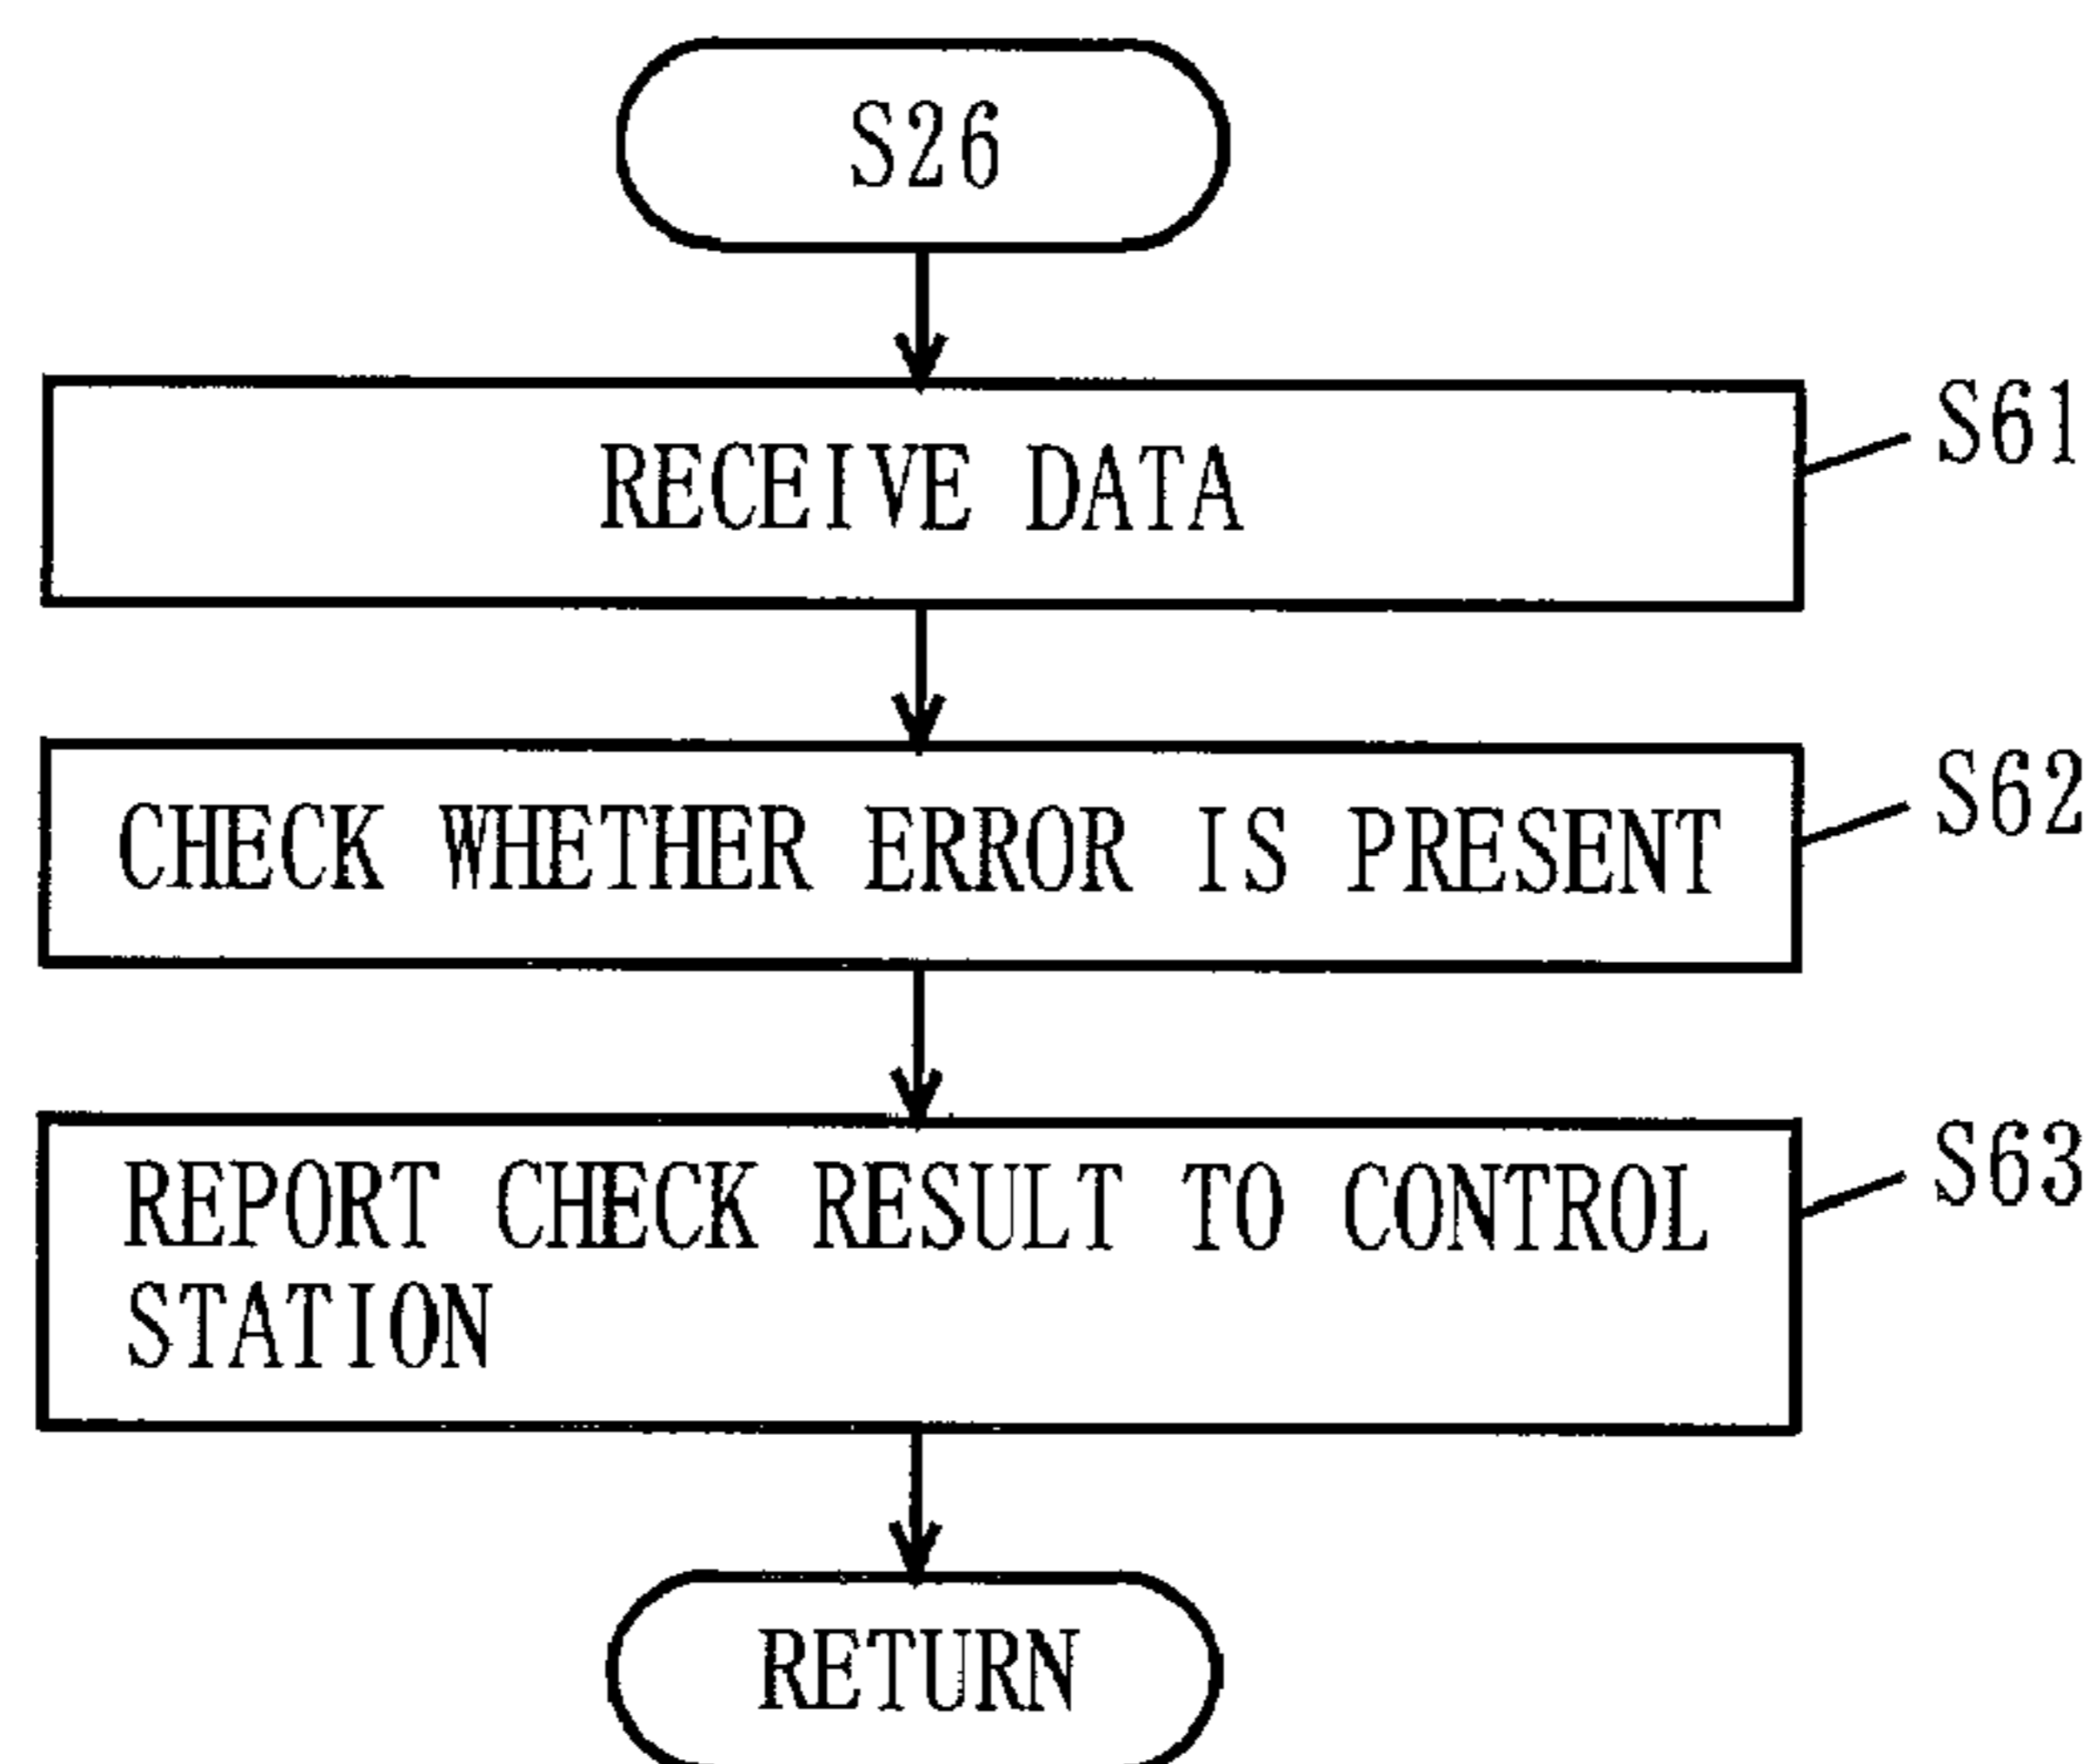 S26
RECEIVE DATA
S61
CHECK WHETHER ERROR IS PRESENT
S62
REPORT CHECK RESULT TO CONTROL
STATION
S63
RETURN